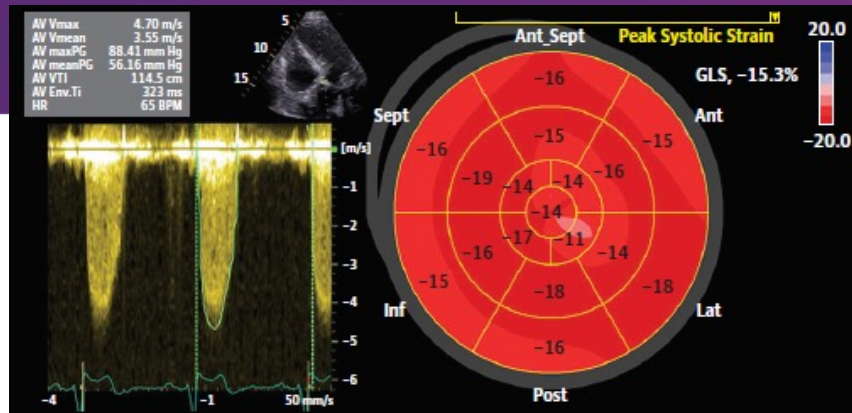 AV Vmax 4.70 m/s
AV Vmean 3.55 m/s
AV maxPG 88.41 mm Hg
AV meanPG 56.16 mm Hg
AV VTI 114.5 cm
AV Env.Ti 323 ms
HR 65 BPM
5
10
15
[m/s]
-1
-2
-3
-4
-5
-6
-4
-1
50 mm/s
Peak Systolic Strain
GLS, -15.3%
20.0
-20.0
Ant_Sept
Sept
Ant
Inf
Lat
Post
-16
-16
-15
-15
-18
-16
-15
-19
-16
-16
-14
-18
-14
-14
-17
-11
-14